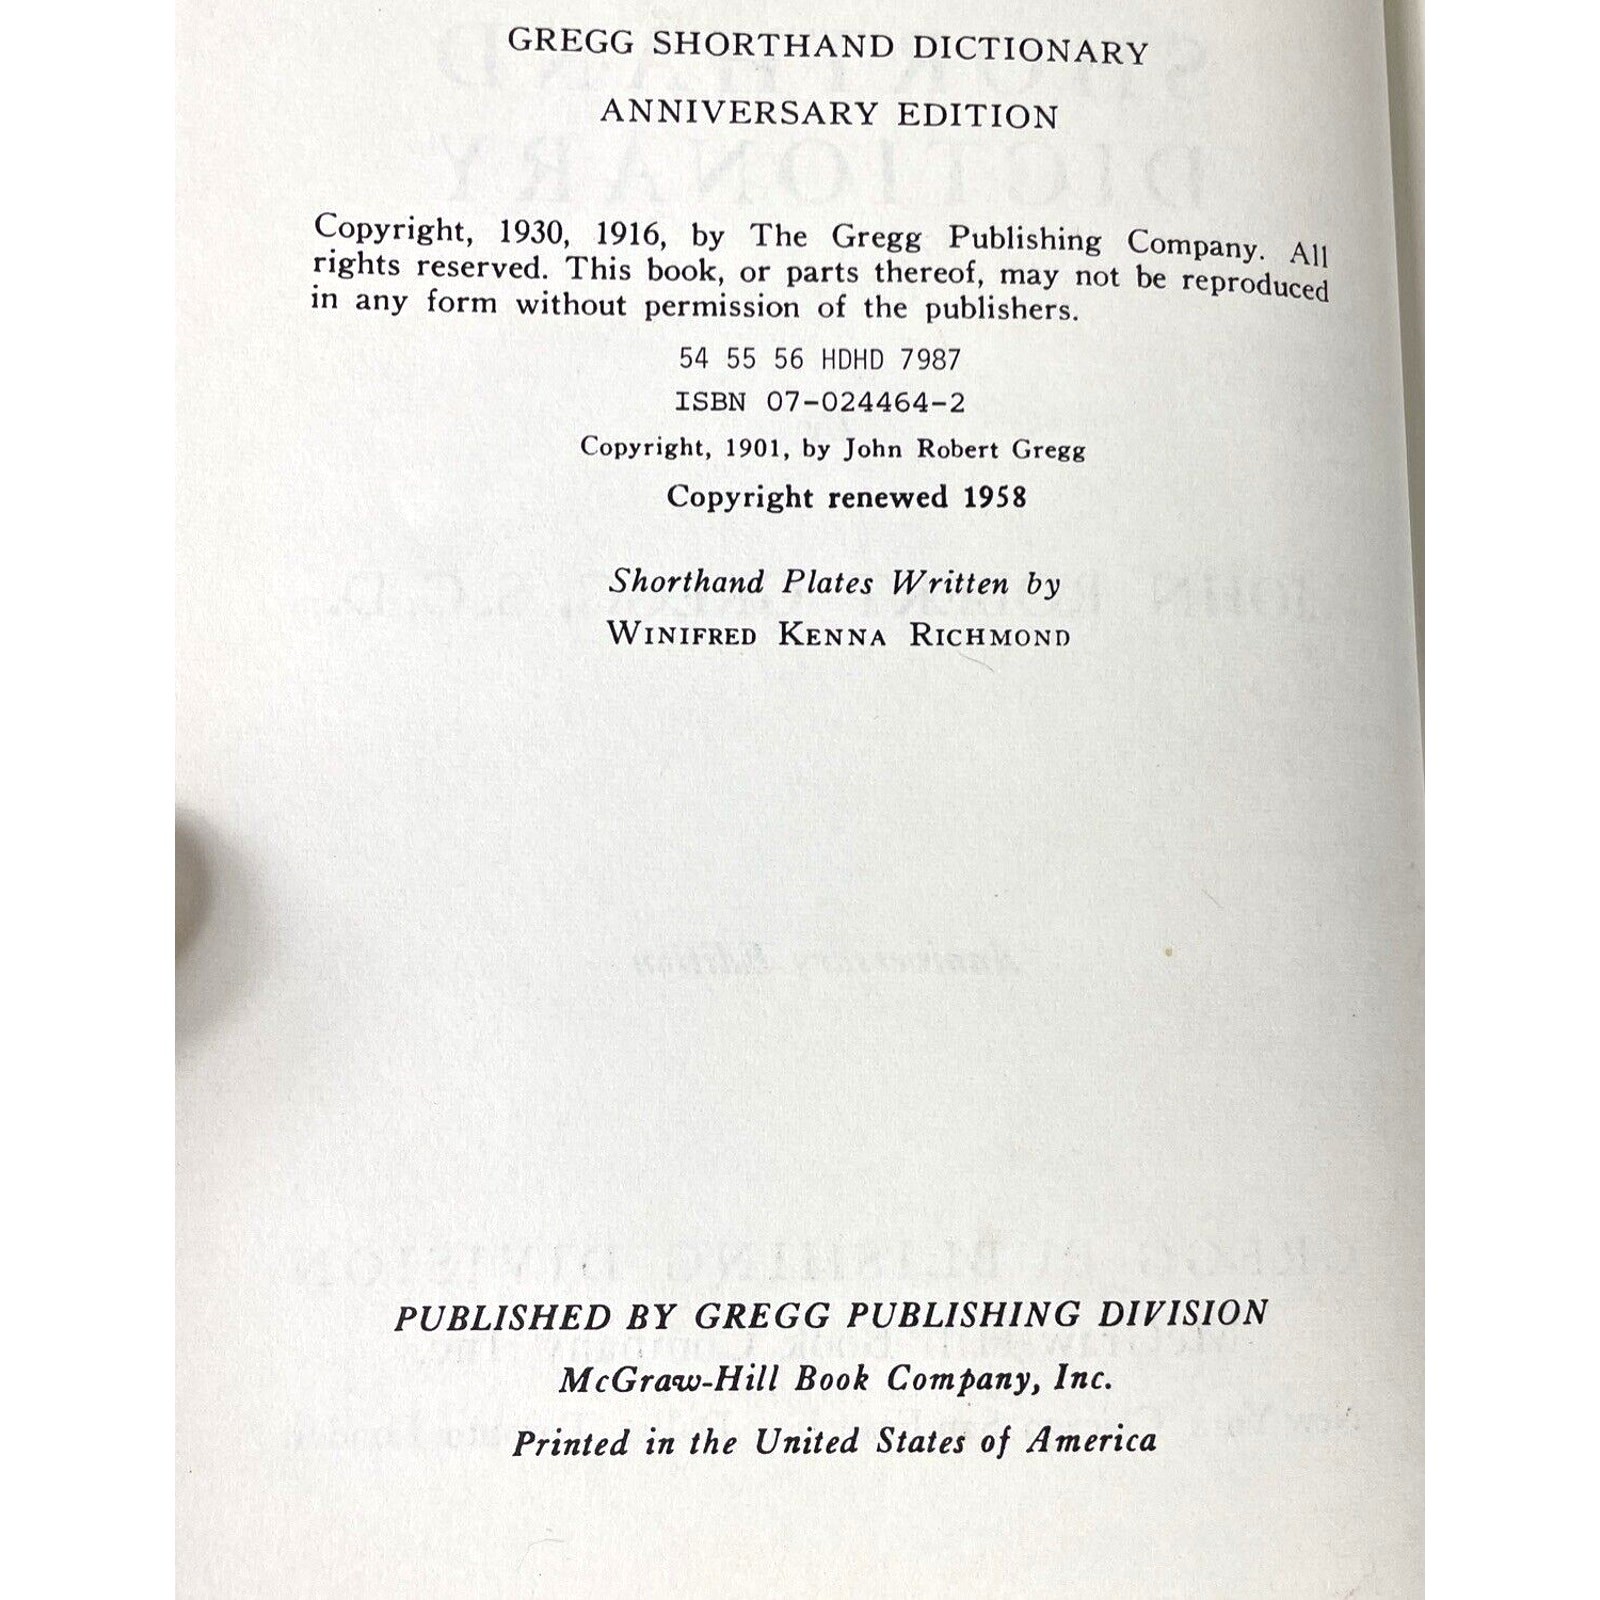 GREGG SHORTHAND DICTIONARY
ANNIVERSARY EDITION
Copyright, 1930, 1916, by The Gregg Publishing Company. All
rights reserved. This book, or parts thereof, may not be reproduced
in any form without permission of the publishers.
54 55 56 HDHD 7987
ISBN 07-024464-2
Copyright, 1901, by John Robert Gregg
Copyright renewed 1958
Shorthand Plates Written by
WINIFRED KENNA RICHMOND
PUBLISHED BY GREGG PUBLISHING DIVISION
McGraw-Hill Book Company, Inc.
Printed in the United States of America